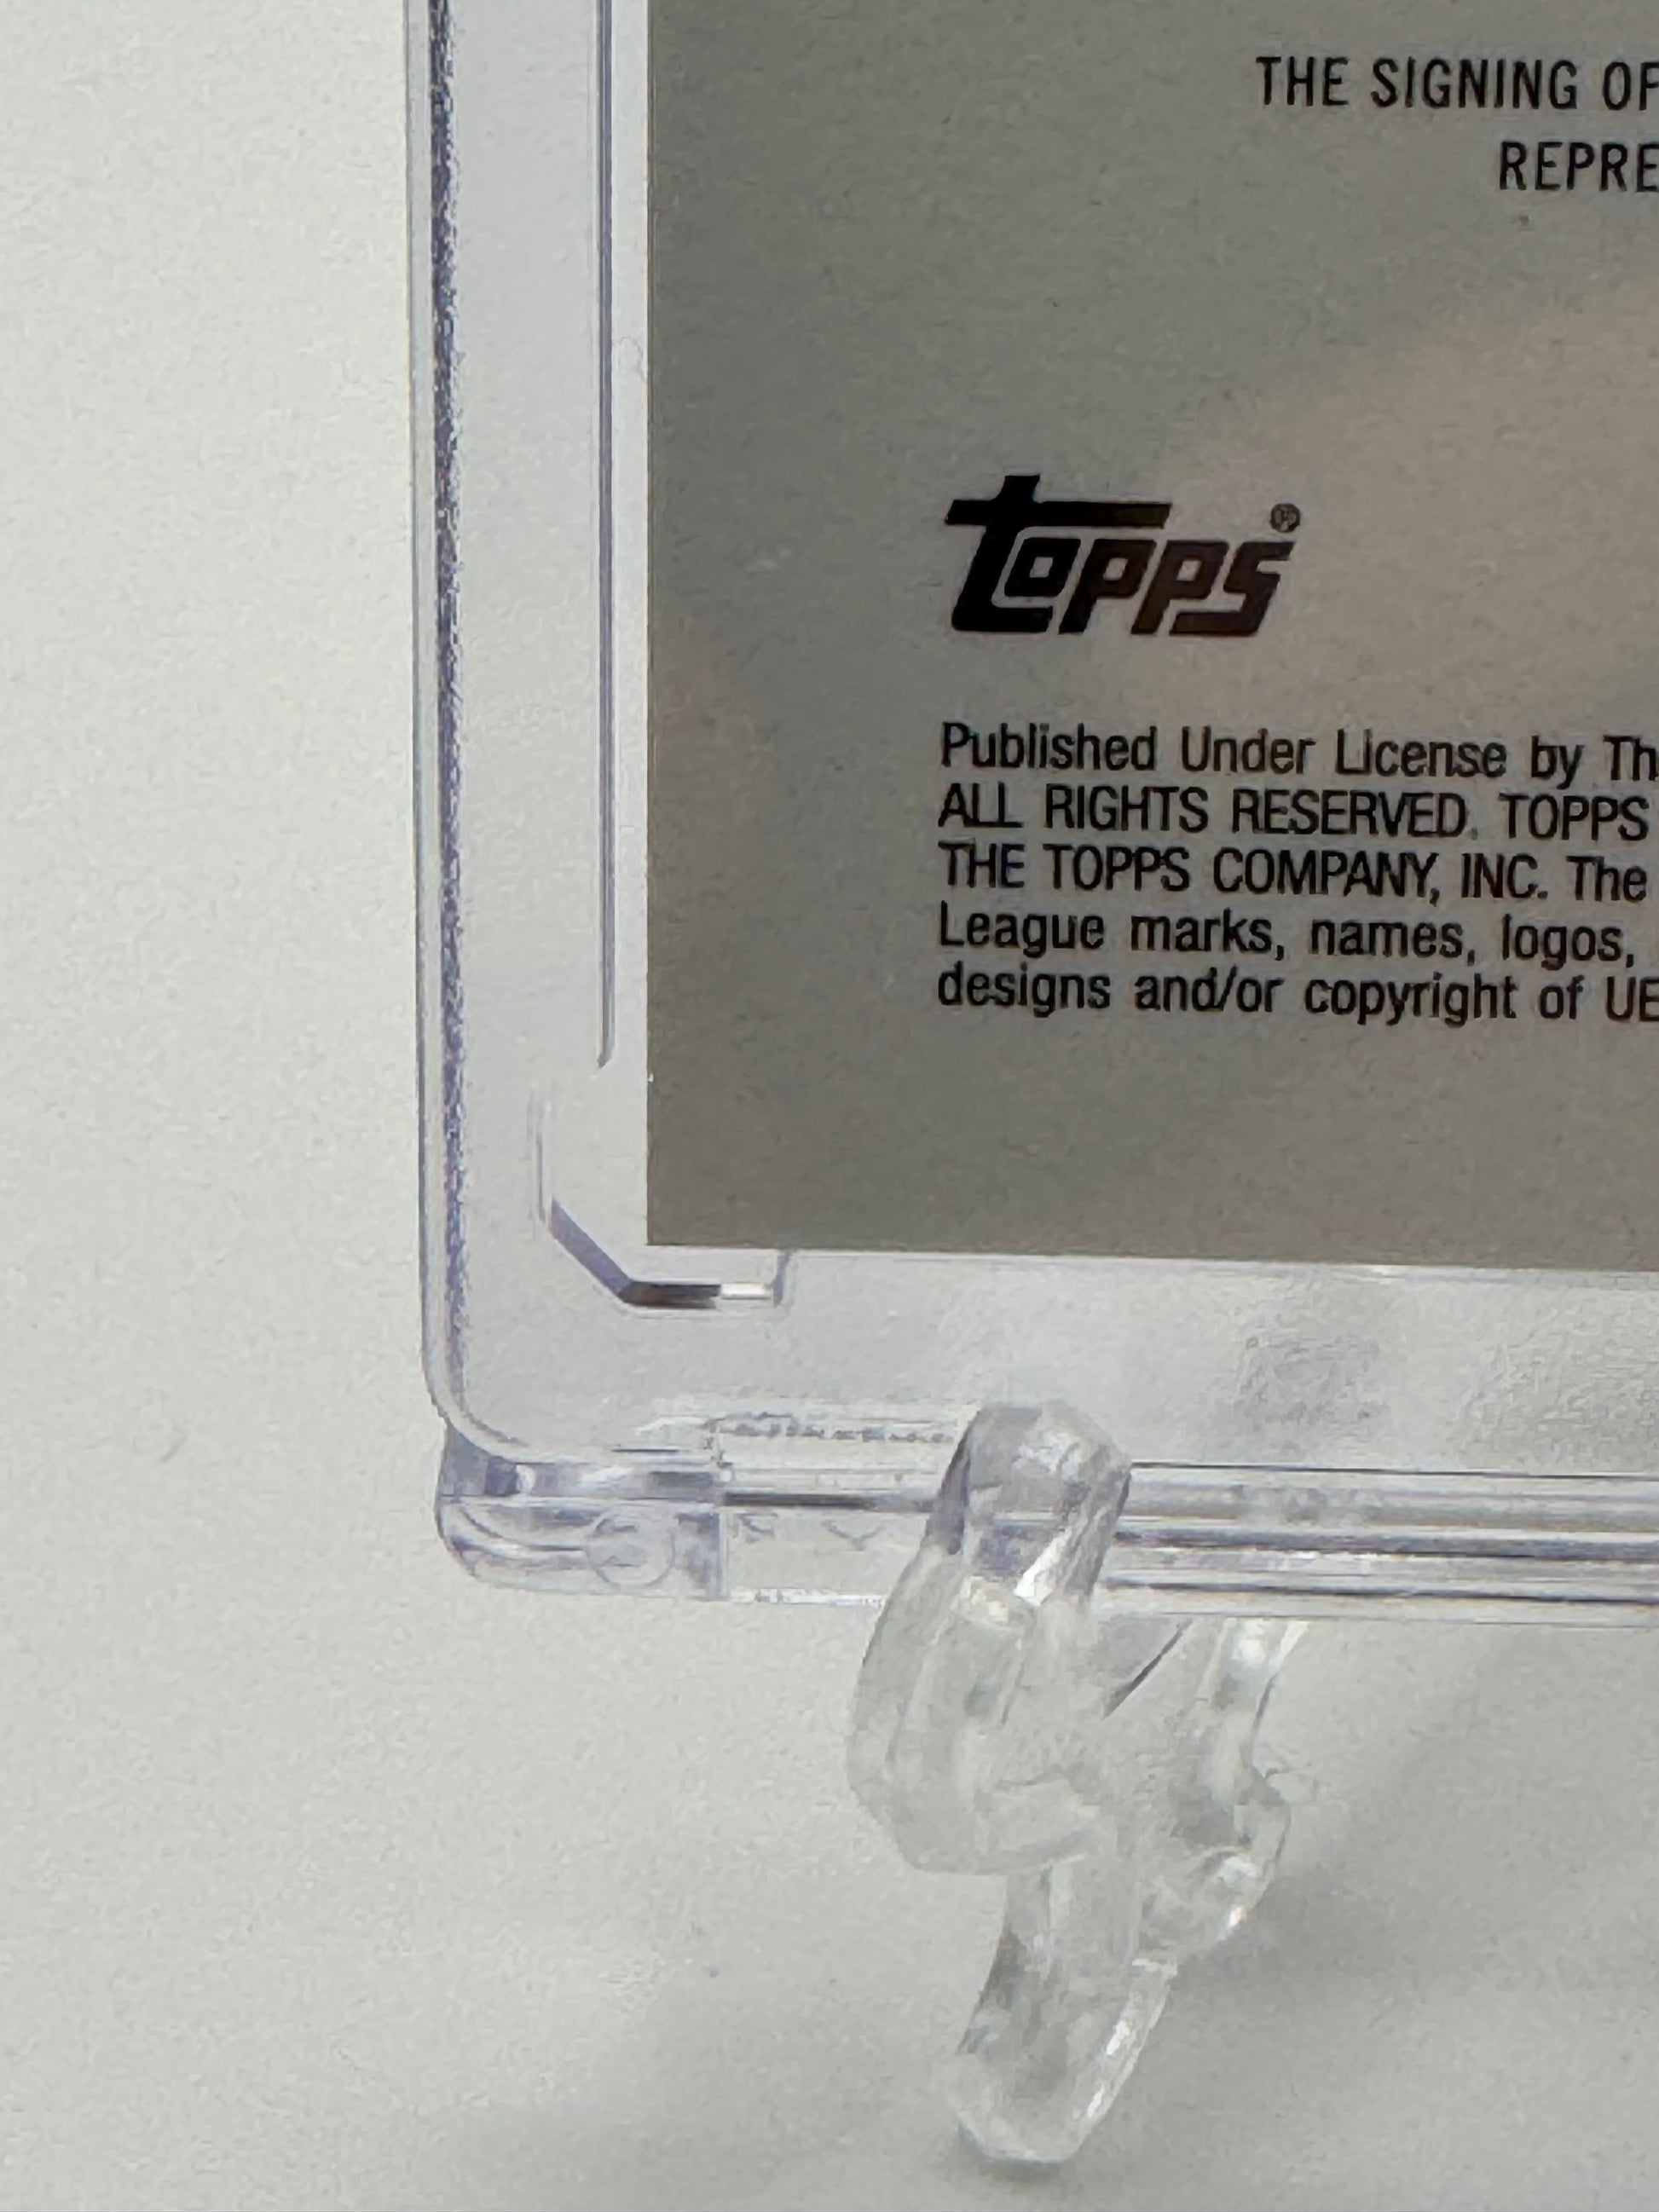 THE SIGNING OF
REPRE
topps®
Published Under License by Th
ALL RIGHTS RESERVED. TOPPS
THE TOPPS COMPANY, INC. The
League marks, names, logos,
designs and/or copyright of UE